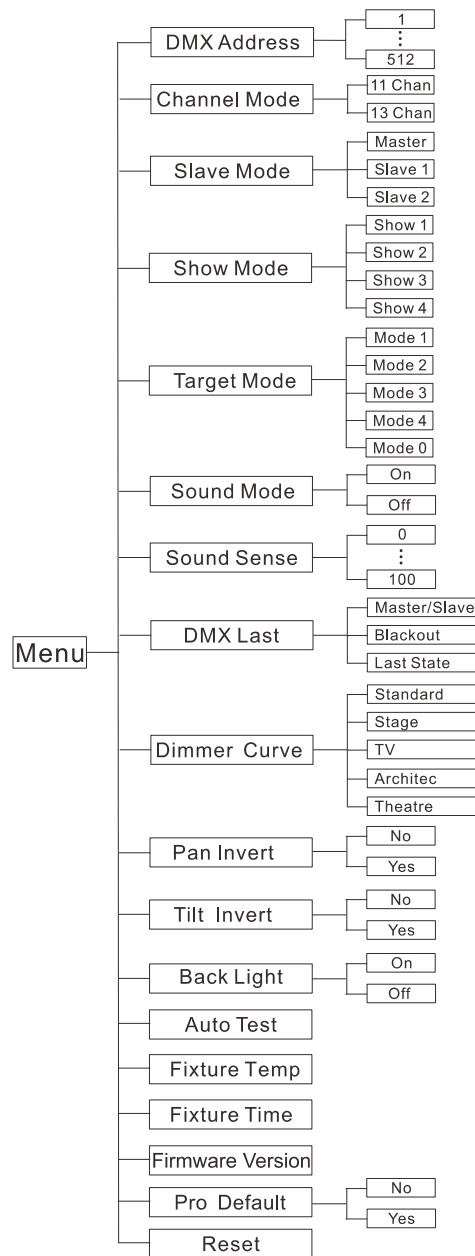 Menu
DMX Address
1
512
Channel Mode
11 Chan
13 Chan
Slave Mode
Master
Slave 1
Slave 2
Show Mode
Show 1
Show 2
Show 3
Show 4
Target Mode
Mode 1
Mode 2
Mode 3
Mode 4
Mode 0
Sound Mode
On
Off
Sound Sense
0
100
DMX Last
Master/Slave
Blackout
Last State
Dimmer Curve
Standard
Stage
TV
Architec
Theatre
Pan Invert
No
Yes
Tilt Invert
No
Yes
Back Light
On
Off
Auto Test
Fixture Temp
Fixture Time
Firmware Version
Pro Default
No
Yes
Reset